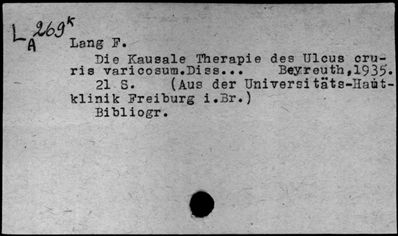 L 269k
A
Lang F.
Die Kausale Therapie des Ulcus cru-
ris varicosum.Diss... Beyreuth,1935.
21 S. (Aus der Universitäts-Haut-
klinik Freiburg i.Br.)
Bibliogr.